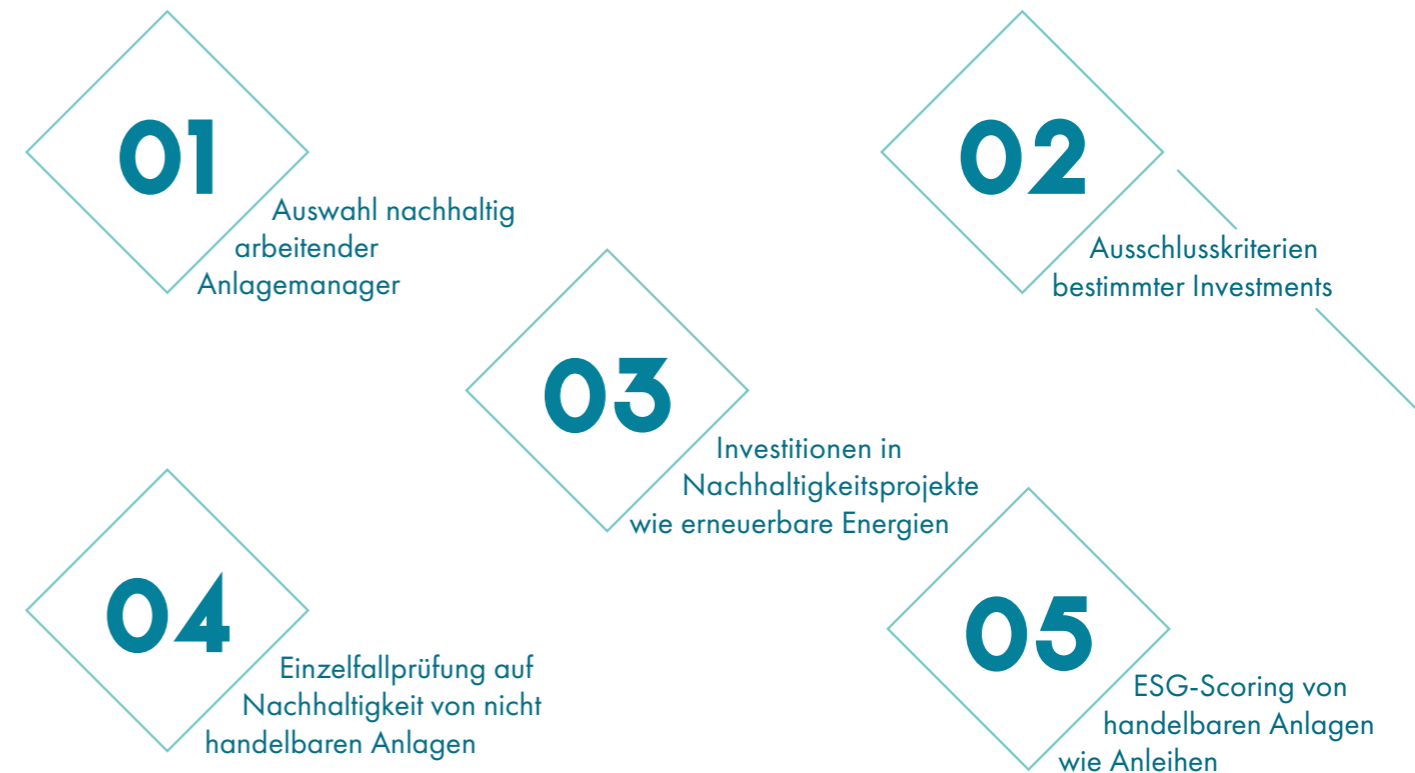 01
Auswahl nachhaltig
arbeitender
Anlagemanager
02
Ausschlusskriterien
bestimmter Investments
03
Investitionen in
Nachhaltigkeitsprojekte
wie erneuerbare Energien
04
Einzelfallprüfung auf
Nachhaltigkeit von nicht
handelbaren Anlagen
05
ESG-Scoring von
handelbaren Anlagen
wie Anleihen